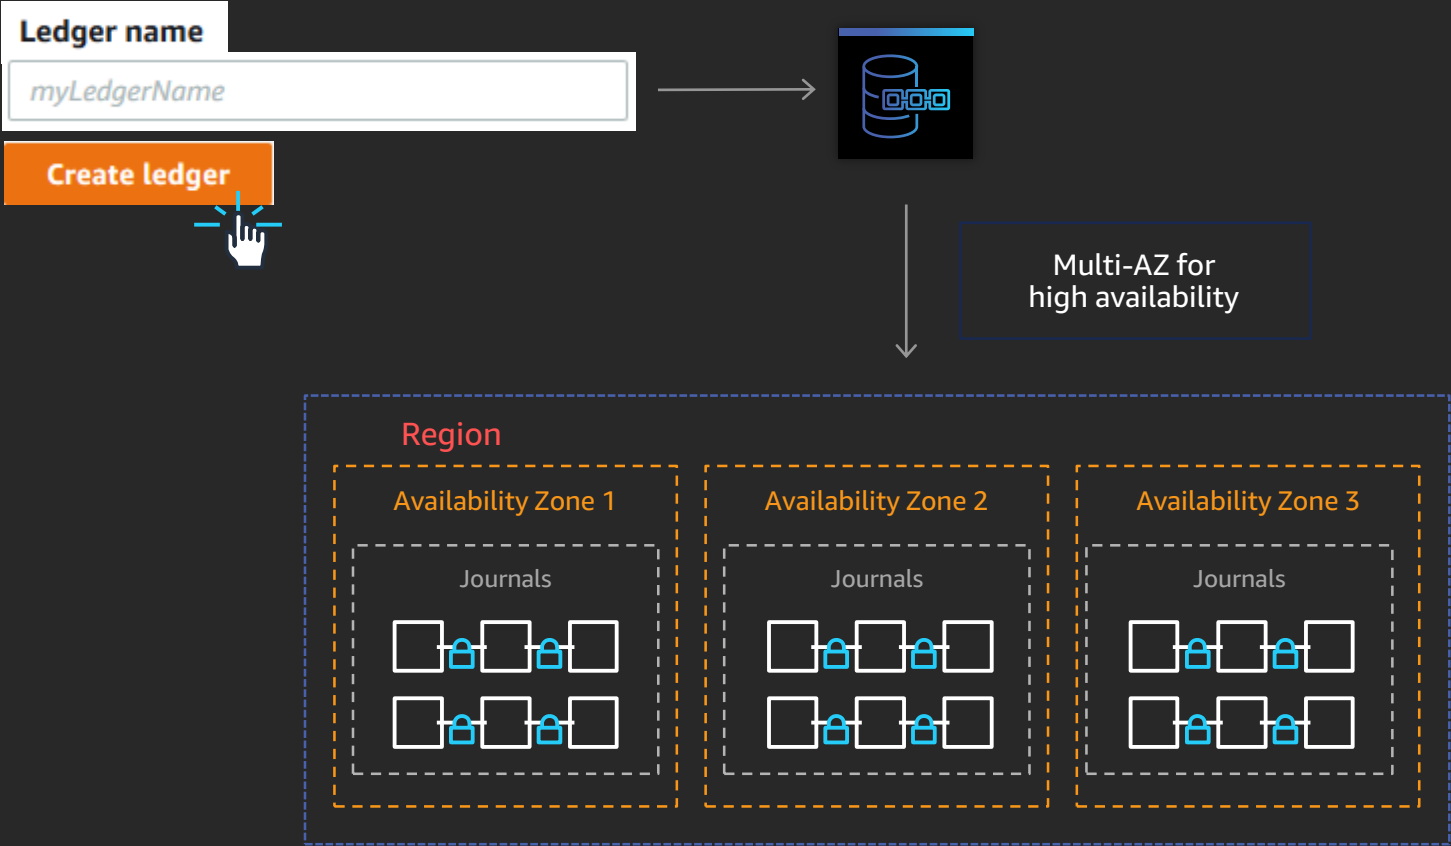 Ledger name
myLedgerName
Create ledger
Multi-AZ for
high availability
Region
Availability Zone 1
Availability Zone 2
Availability Zone 3
Journals
Journals
Journals